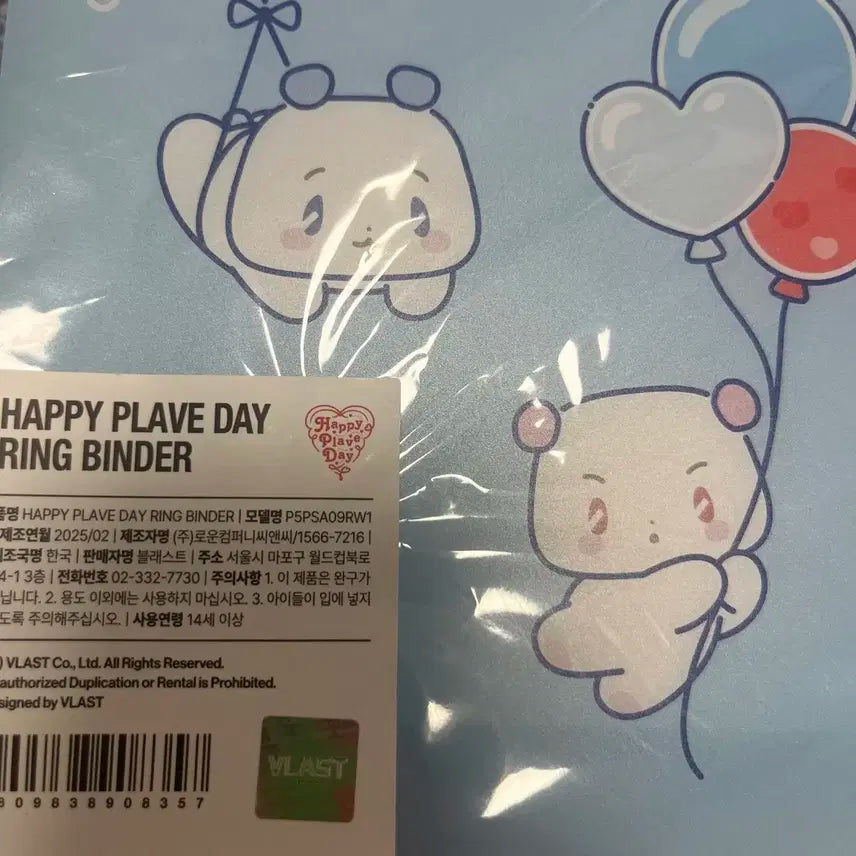 HAPPY PLAVE DAY
RING BINDER
Happy
Plave
Day
품명 HAPPY PLAVE DAY RING BINDER | 모델명 P5PSA09RW1
제조연월 2025/02 | 제조자명 (주)로운컴퍼니씨앤씨/1566-7216 |
제조국명 한국 | 판매자명 블래스트 | 주소 서울시 마포구 월드컵북로
4-1 3층 | 전화번호 02-332-7730 | 주의사항 1. 이 제품은 완구가
닙니다. 2. 용도 이외에는 사용하지 마십시오. 3. 아이들이 입에 넣지
도록 주의해주십시오. | 사용연령 14세 이상
) VLAST Co., Ltd. All Rights Reserved.
authorized Duplication or Rental is Prohibited.
signed by VLAST
VLAST
809838908357